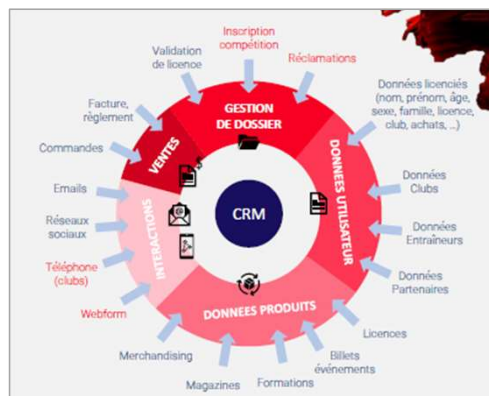 Inscription
compétition
Validation
de licence
Réclamations
GESTION
DE DOSSIER
Données licenciés
(nom, prénom, âge,
sexe, famille, licence,
club, achats, ...)
Facture,
règlement
VENTES
Commandes
Emails
Données
Clubs
DONNEES UTILISATEUR
CRM
Réseaux
sociaux
INTERACTIONS
Données
Entraîneurs
Téléphone
(clubs)
Données
Partenaires
Webform
DONNEES PRODUITS
Licences
Merchandising
Billets
événements
Magazines
Formations